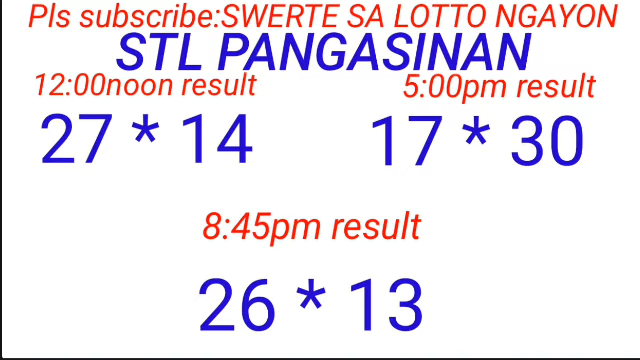 Pls subscribe:SWERTE SA LOTTO NGAYON
STL PANGASINAN
12:00noon result 5:00pm result
27 * 14 17 * 30
8:45pm result
26 * 13